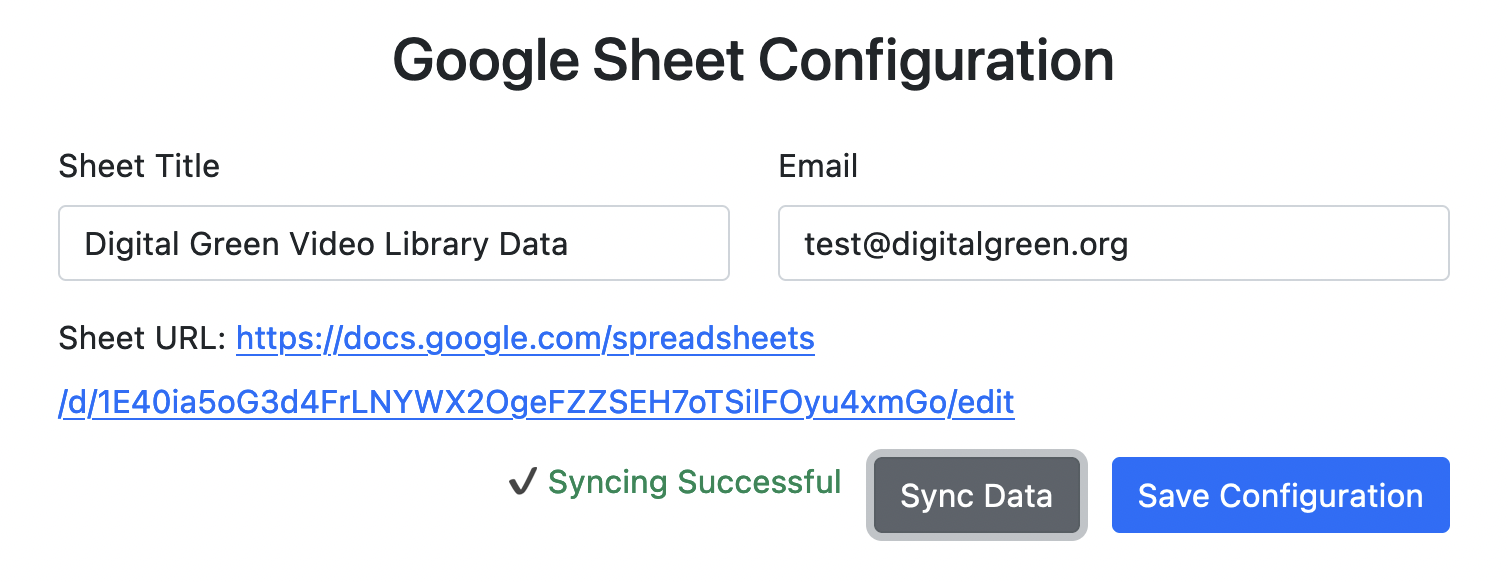 Google Sheet Configuration
Sheet Title
Email
Digital Green Video Library Data
test@digitalgreen.org
Sheet URL: https://docs.google.com/spreadsheets
/d/1E40ia5oG3d4FrLNYWX2OgeFZZSEH7oTSilFOyu4xmGo/edit
✔ Syncing Successful
Sync Data
Save Configuration